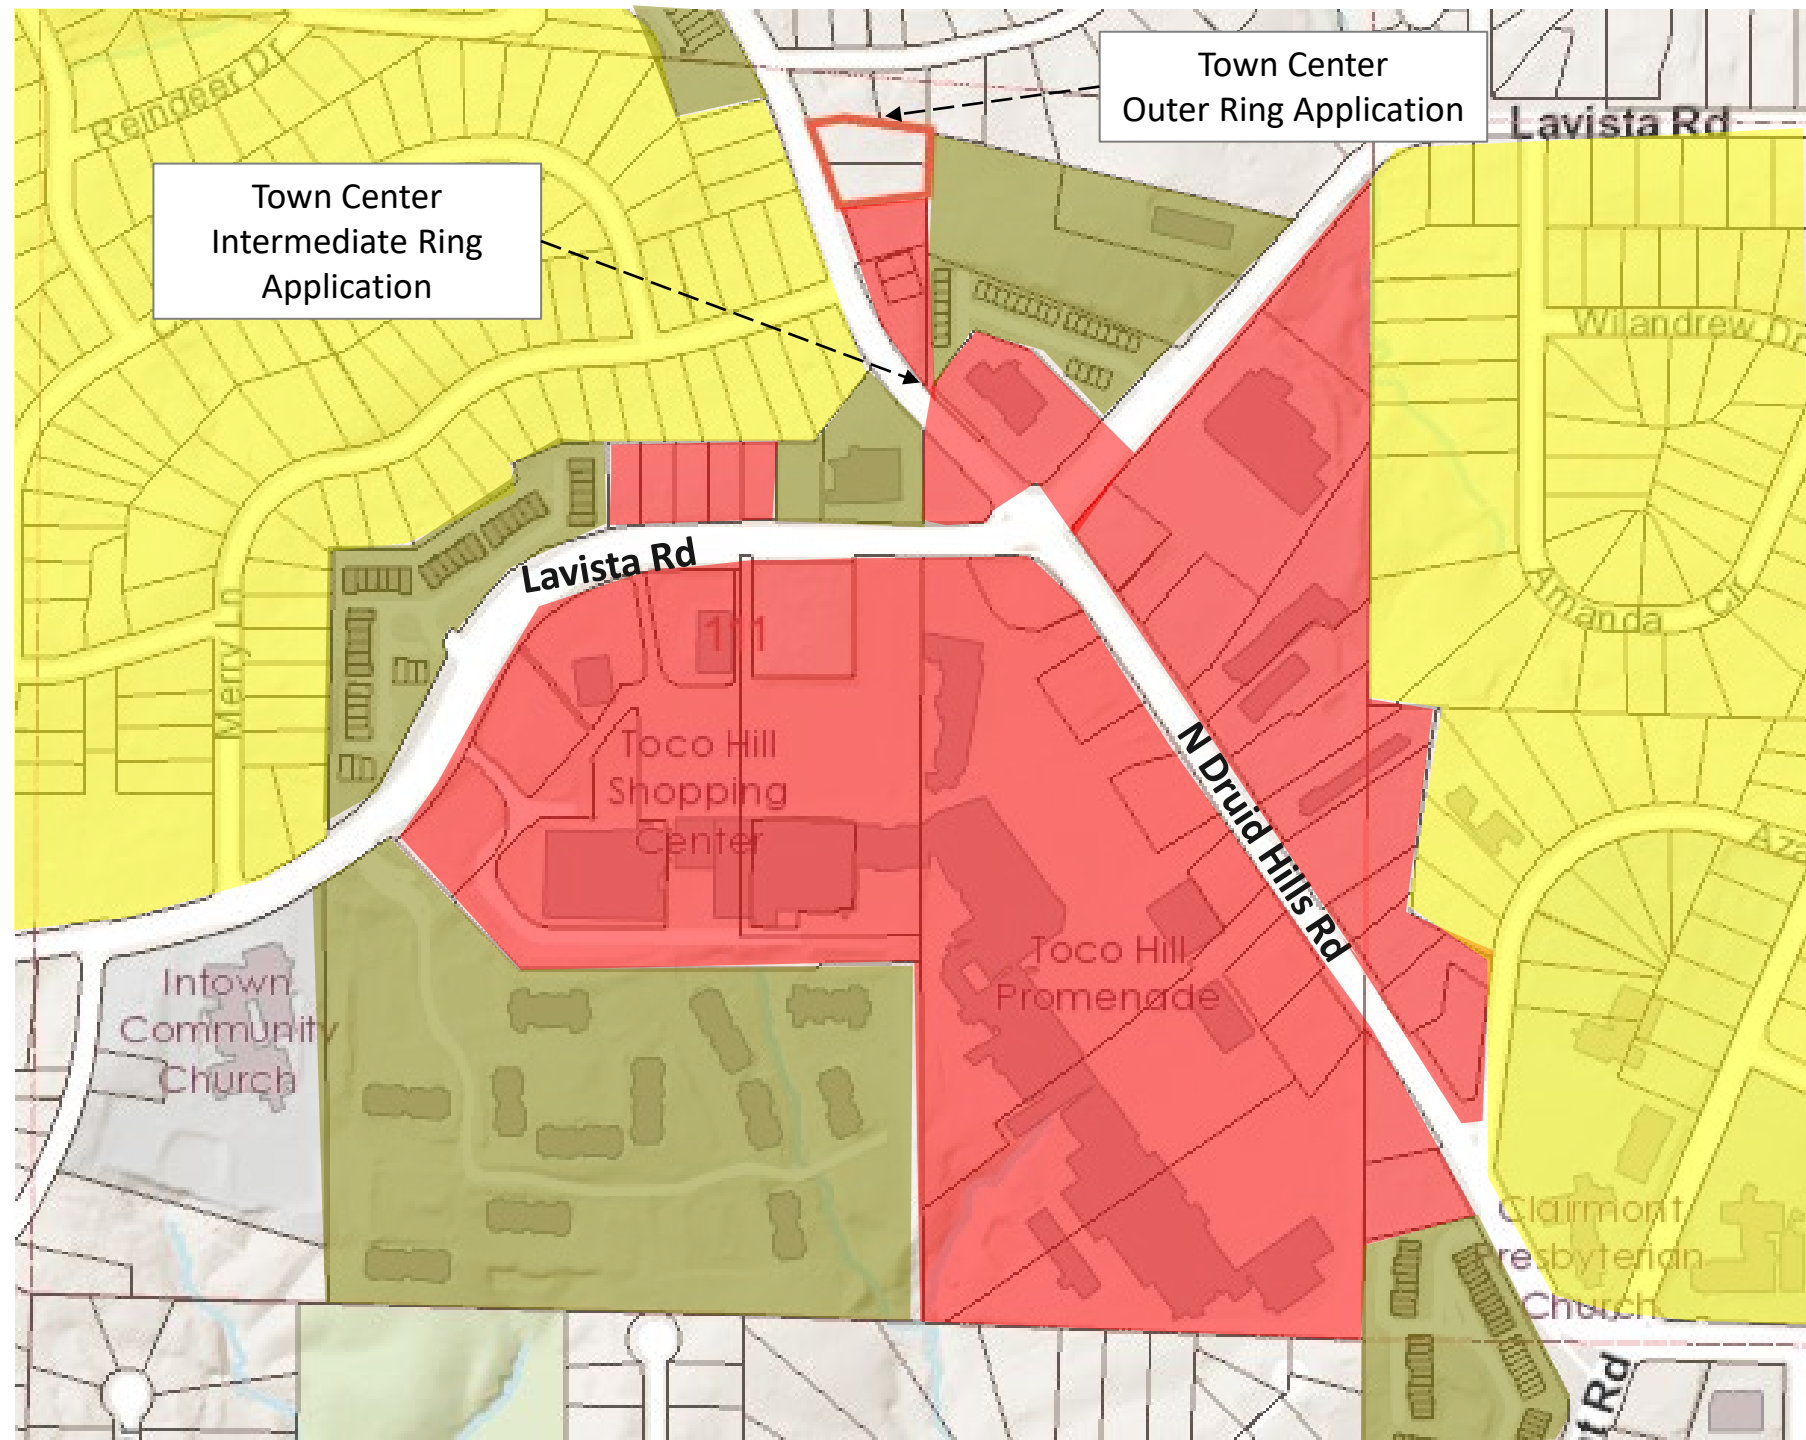 Town Center
Outer Ring Application
Lavista Rd
Reindeer Dr
Town Center
Intermediate Ring
Application
Wilandrew Dr
Lavista Rd
Amanda Cir
Merry Ln
111
Toco Hill
Shopping
Center
N Druid Hills Rd
Toco Hill
Promenade
Intown
Community
Church
Clairmont
Presbyterian
Church
Rd